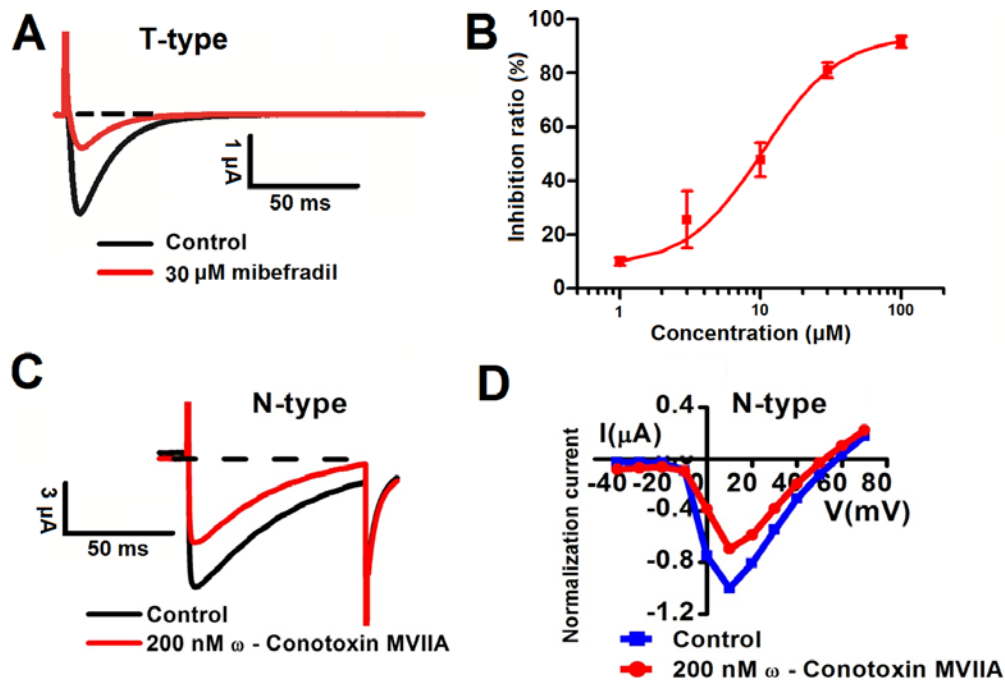 A
T-type
1 µA
50 ms
Control
30 µM mibefradil
B
Inhibition ratio (%)
100
80
60
40
20
0
1
10
100
Concentration (µM)
C
N-type
3 µA
50 ms
Control
200 nM ω - Conotoxin MVIIA
D
N-type
Normalization current
I(µA)
0.4
-40 -20 0 20 40 60 80
V(mV)
-0.4
-0.8
-1.2
Control
200 nM ω - Conotoxin MVIIA